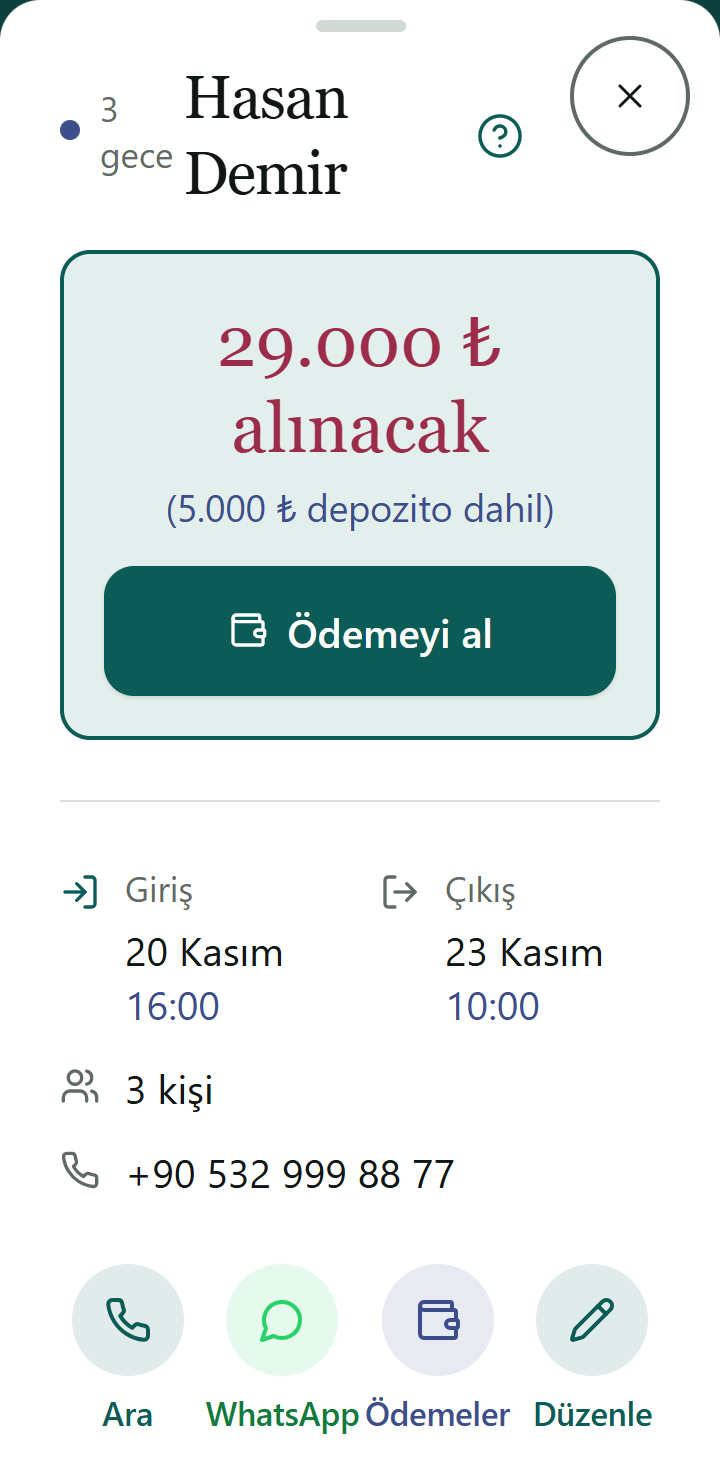 3 gece
Hasan
Demir
29.000 ₺
alınacak
(5.000 ₺ depozito dahil)
Ödemeyi al
Giriş
20 Kasım
16:00
Çıkış
23 Kasım
10:00
3 kişi
+90 532 999 88 77
Ara
WhatsApp
Ödemeler
Düzenle